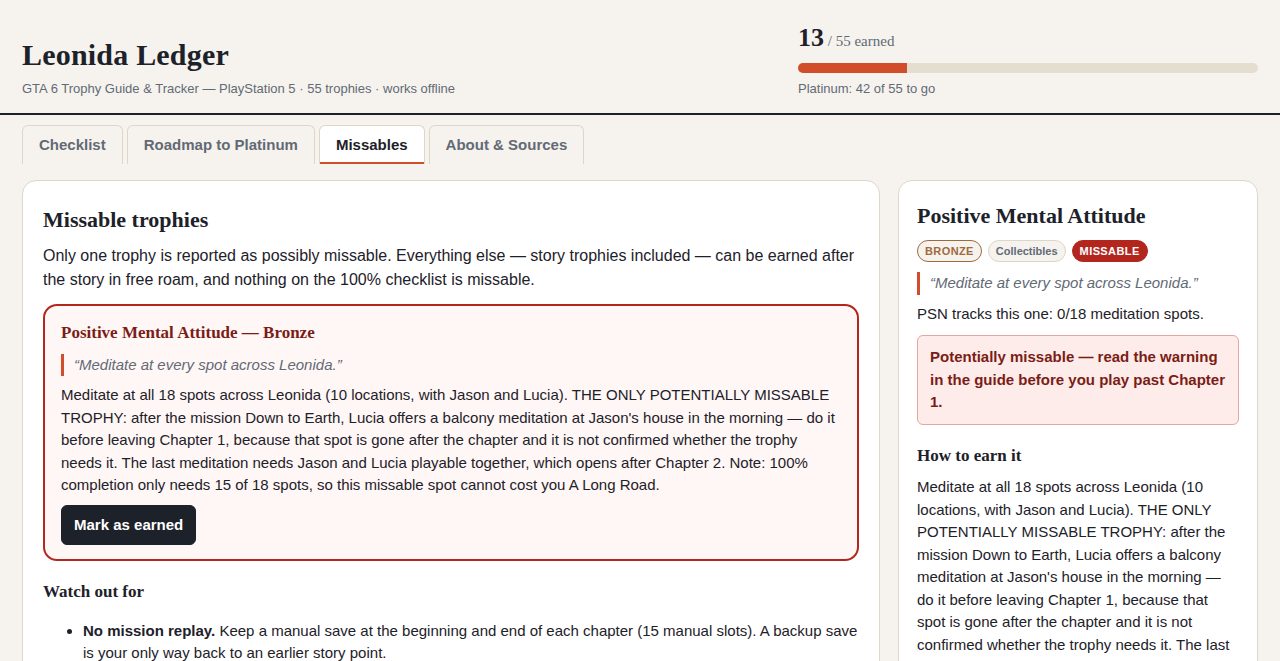 Leonida Ledger
GTA 6 Trophy Guide & Tracker — PlayStation 5 · 55 trophies · works offline
13 / 55 earned
Platinum: 42 of 55 to go
Checklist
Roadmap to Platinum
Missables
About & Sources
Missable trophies
Only one trophy is reported as possibly missable. Everything else — story trophies included — can be earned after
the story in free roam, and nothing on the 100% checklist is missable.
Positive Mental Attitude — Bronze
“Meditate at every spot across Leonida.”
Meditate at all 18 spots across Leonida (10 locations, with Jason and Lucia). THE ONLY POTENTIALLY MISSABLE
TROPHY: after the mission Down to Earth, Lucia offers a balcony meditation at Jason's house in the morning — do it
before leaving Chapter 1, because that spot is gone after the chapter and it is not confirmed whether the trophy
needs it. The last meditation needs Jason and Lucia playable together, which opens after Chapter 2. Note: 100%
completion only needs 15 of 18 spots, so this missable spot cannot cost you A Long Road.
Mark as earned
Watch out for
• No mission replay. Keep a manual save at the beginning and end of each chapter (15 manual slots). A backup save
is your only way back to an earlier story point.
Positive Mental Attitude
BRONZE
Collectibles
MISSABLE
“Meditate at every spot across Leonida.”
PSN tracks this one: 0/18 meditation spots.
Potentially missable — read the warning
in the guide before you play past Chapter
1.
How to earn it
Meditate at all 18 spots across Leonida (10
locations, with Jason and Lucia). THE ONLY
POTENTIALLY MISSABLE TROPHY: after the
mission Down to Earth, Lucia offers a balcony
meditation at Jason's house in the morning —
do it before leaving Chapter 1, because that
spot is gone after the chapter and it is not
confirmed whether the trophy needs it. The last